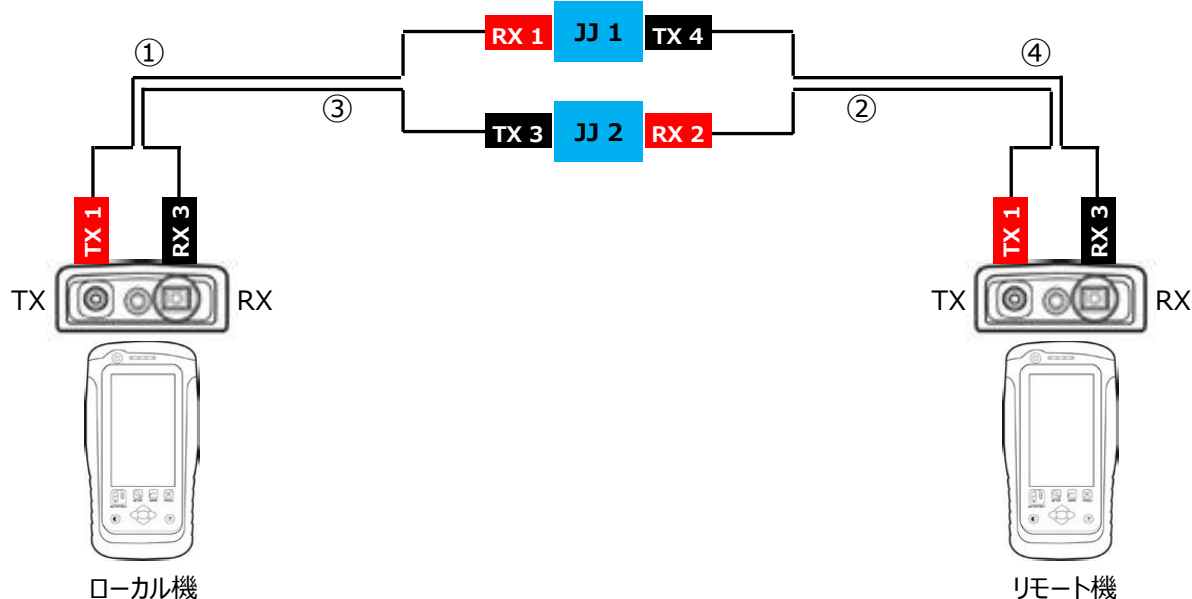 RX 1
JJ 1
TX 4
①
④
③
②
TX 3
JJ 2
RX 2
TX 1
RX 3
TX 1
RX 3
TX
RX
TX
RX
ローカル機
リモート機